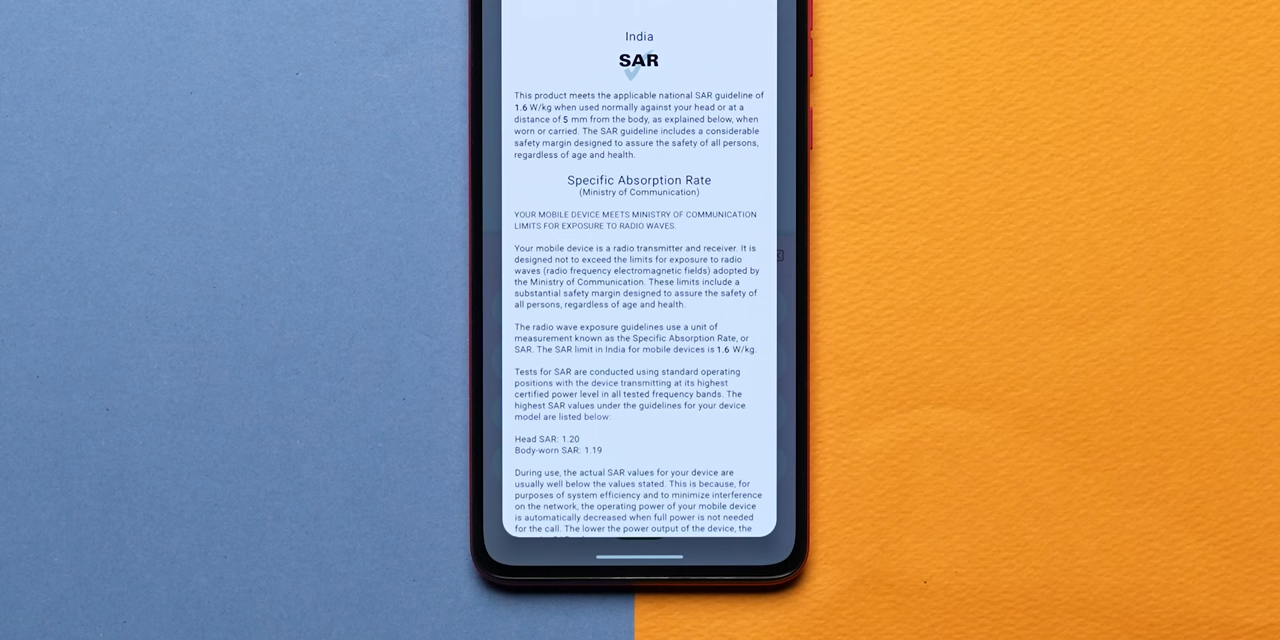 India
SAR
This product meets the applicable national SAR guideline of
1.6 W/kg when used normally against your head or at a
distance of 5 mm from the body, as explained below, when
worn or carried. The SAR guideline includes a considerable
safety margin designed to assure the safety of all persons,
regardless of age and health.
Specific Absorption Rate
(Ministry of Communication)
YOUR MOBILE DEVICE MEETS MINISTRY OF COMMUNICATION
LIMITS FOR EXPOSURE TO RADIO WAVES.
Your mobile device is a radio transmitter and receiver. It is
designed not to exceed the limits for exposure to radio
waves (radio frequency electromagnetic fields) adopted by
the Ministry of Communication. These limits include a
substantial safety margin designed to assure the safety of
all persons, regardless of age and health.
The radio wave exposure guidelines use a unit of
measurement known as the Specific Absorption Rate, or
SAR. The SAR limit in India for mobile devices is 1.6 W/kg.
Tests for SAR are conducted using standard operating
positions with the device transmitting at its highest
certified power level in all tested frequency bands. The
highest SAR values under the guidelines for your device
model are listed below:
Head SAR: 1.20
Body-worn SAR: 1.19
During use, the actual SAR values for your device are
usually well below the values stated. This is because, for
purposes of system efficiency and to minimize interference
on the network, the operating power of your mobile device
is automatically decreased when full power is not needed
for the call. The lower the power output of the device, the